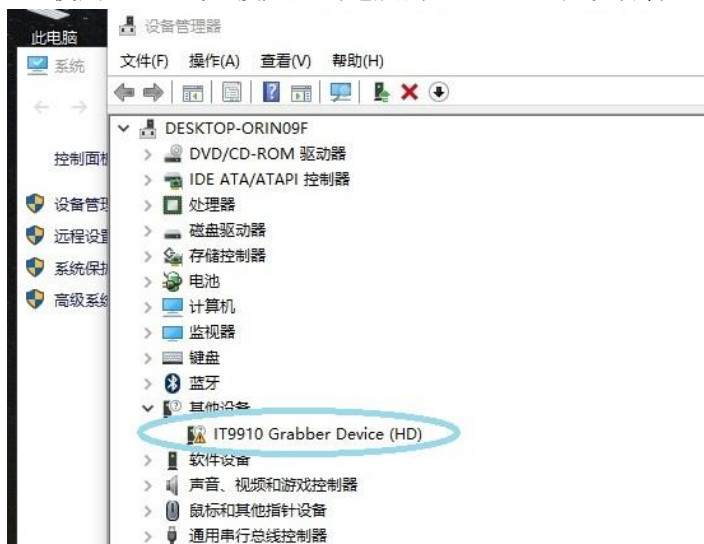 此电脑
设备管理器
系统
文件(F) 操作(A) 查看(V) 帮助(H)
DESKTOP-ORIN09F
DVD/CD-ROM 驱动器
控制面板
IDE ATA/ATAPI 控制器
设备管理
处理器
远程设置
磁盘驱动器
系统保护
存储控制器
高级系统
电池
计算机
监视器
键盘
蓝牙
其他设备
IT9910 Grabber Device (HD)
软件设备
声音、视频和游戏控制器
鼠标和其他指针设备
通用串行总线控制器